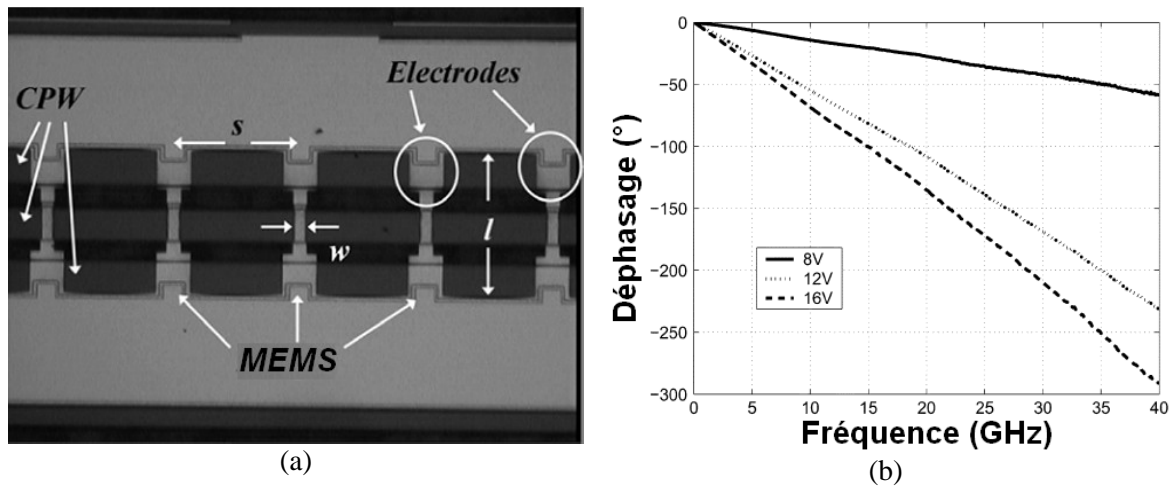 CPW
s
Electrodes
w
l
MEMS
(a)
Déphasage (°)
0
−50
−100
−150
−200
−250
−300
8V
12V
16V
0 5 10 15 20 25 30 35 40
Fréquence (GHz)
(b)